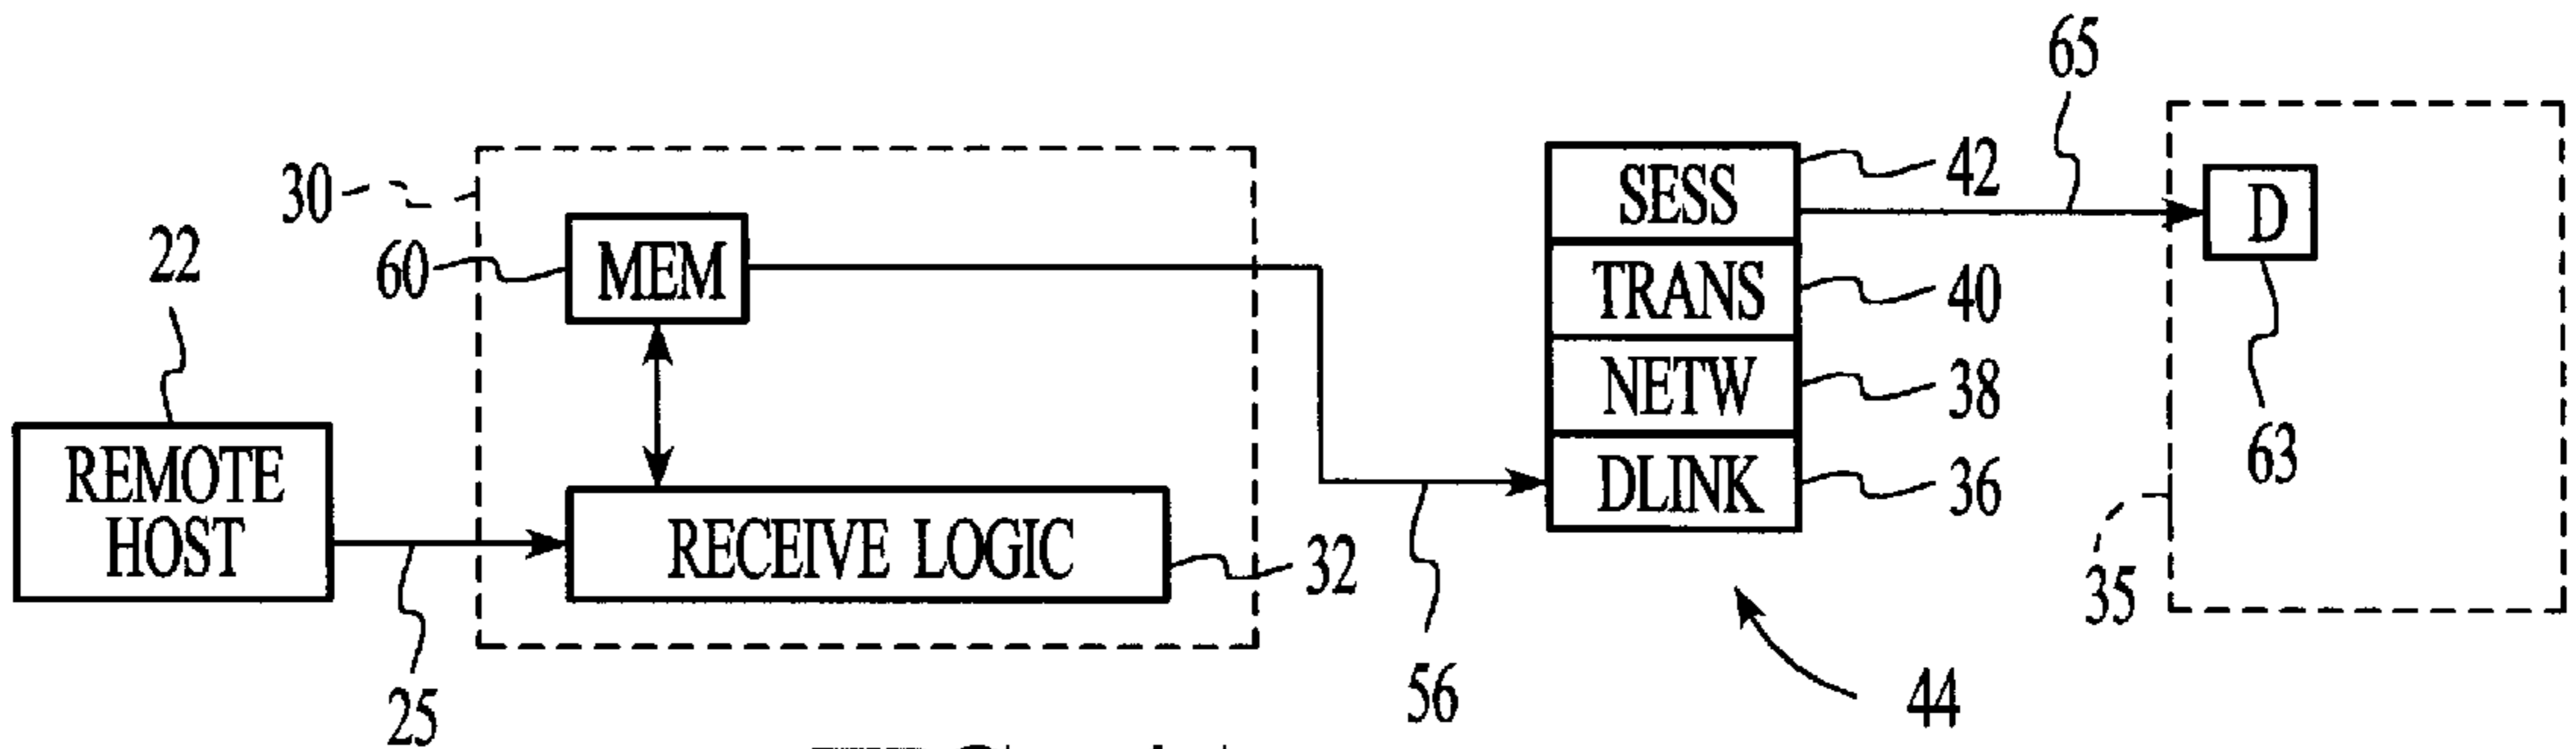 65
30
42
SESS
D
22
60
MEM
TRANS
40
NETW
38
REMOTE
HOST
63
DLINK
36
RECEIVE LOGIC
32
35
25
56
44